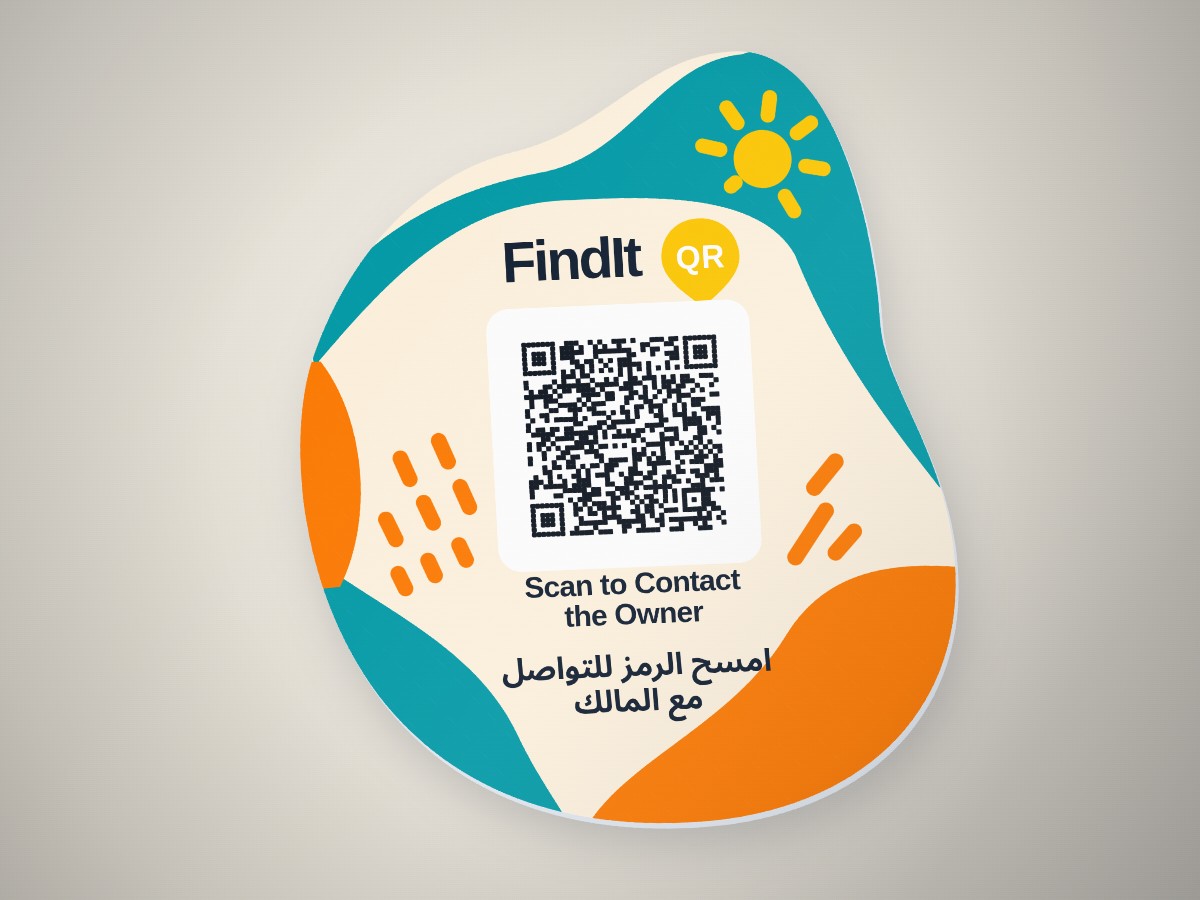 FindIt
QR
Scan to Contact
the Owner
امسح الرمز للتواصل
مع المالك